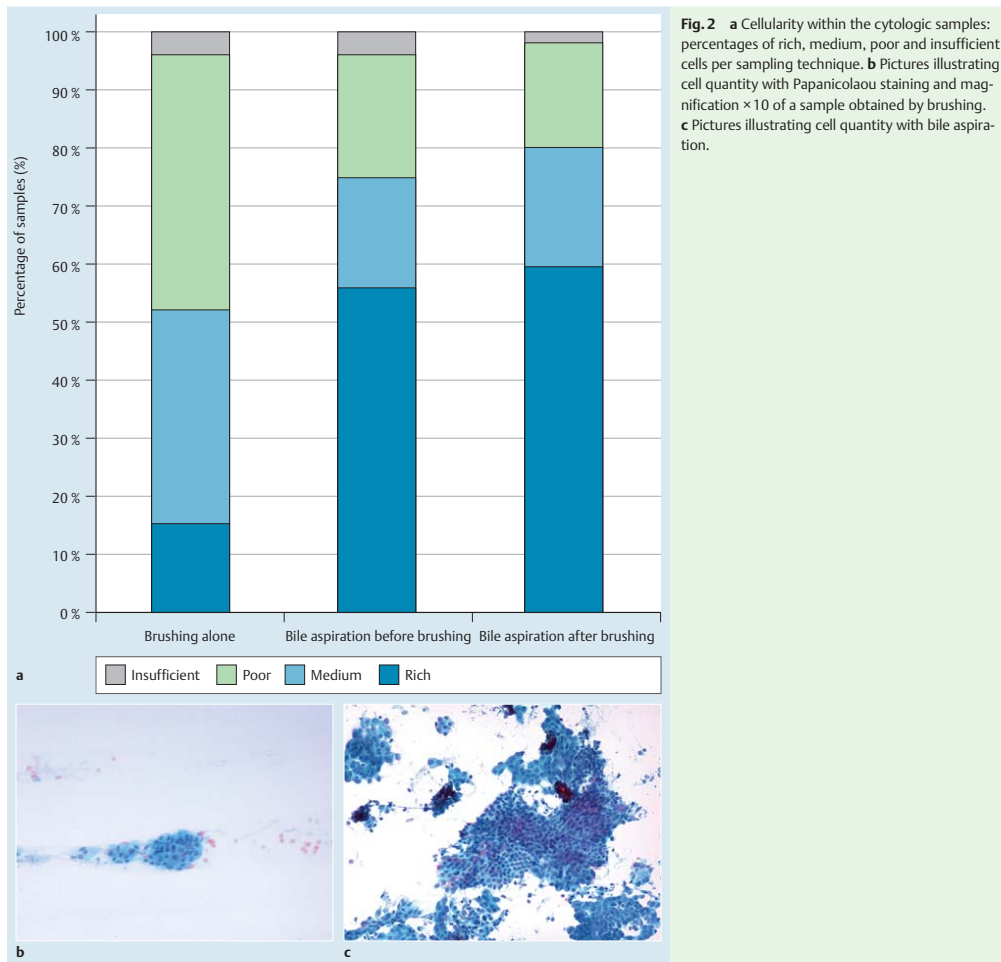 Fig. 2 a Cellularity within the cytologic samples:
percentages of rich, medium, poor and insufficient
cells per sampling technique. b Pictures illustrating
cell quantity with Papanicolaou staining and mag-
nification × 10 of a sample obtained by brushing.
c Pictures illustrating cell quantity with bile aspira-
tion.
Percentage of samples (%)
100 %
90 %
80 %
70 %
60 %
50 %
40 %
30 %
20 %
10 %
0 %
Brushing alone
Bile aspiration before brushing
Bile aspiration after brushing
a
Insufficient
Poor
Medium
Rich
b
c